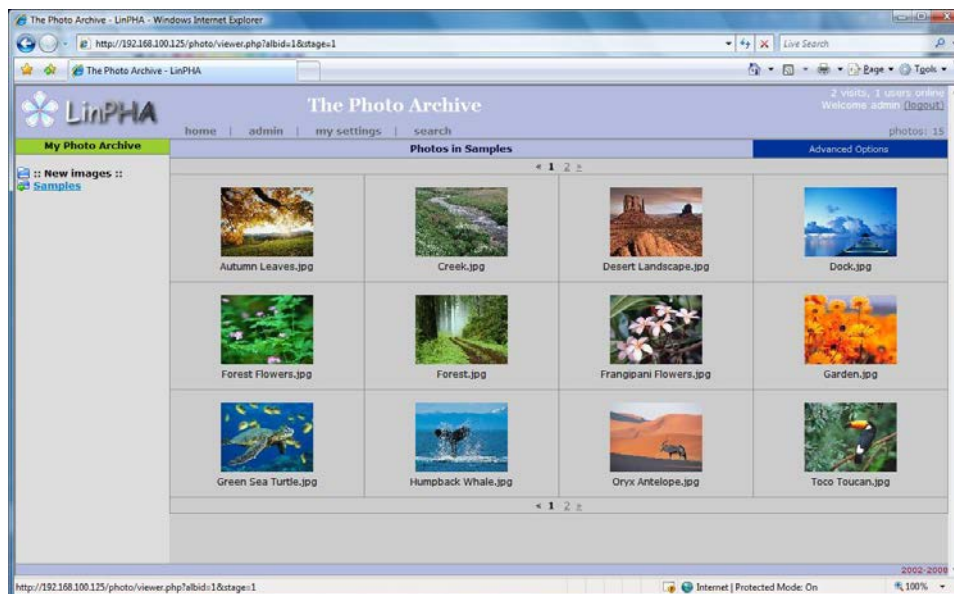 The Photo Archive - LinPHA - Windows Internet Explorer
http://192.168.100.125/photo/viewer.php?albid=1&stage=1
Live Search
The Photo Archive - LinPHA
Page
Tools
LinPHA
The Photo Archive
2 visits, 1 users online
Welcome admin (logout)
home | admin | my settings | search
photos: 15
My Photo Archive
Photos in Samples
Advanced Options
« 1 2 »
:: New images ::
Samples
Autumn Leaves.jpg
Creek.jpg
Desert Landscape.jpg
Dock.jpg
Forest Flowers.jpg
Forest.jpg
Frangipani Flowers.jpg
Garden.jpg
Green Sea Turtle.jpg
Humpback Whale.jpg
Oryx Antelope.jpg
Toco Toucan.jpg
« 1 2 »
2002-2008
http://192.168.100.125/photo/viewer.php?albid=1&stage=1
Internet | Protected Mode: On
100%